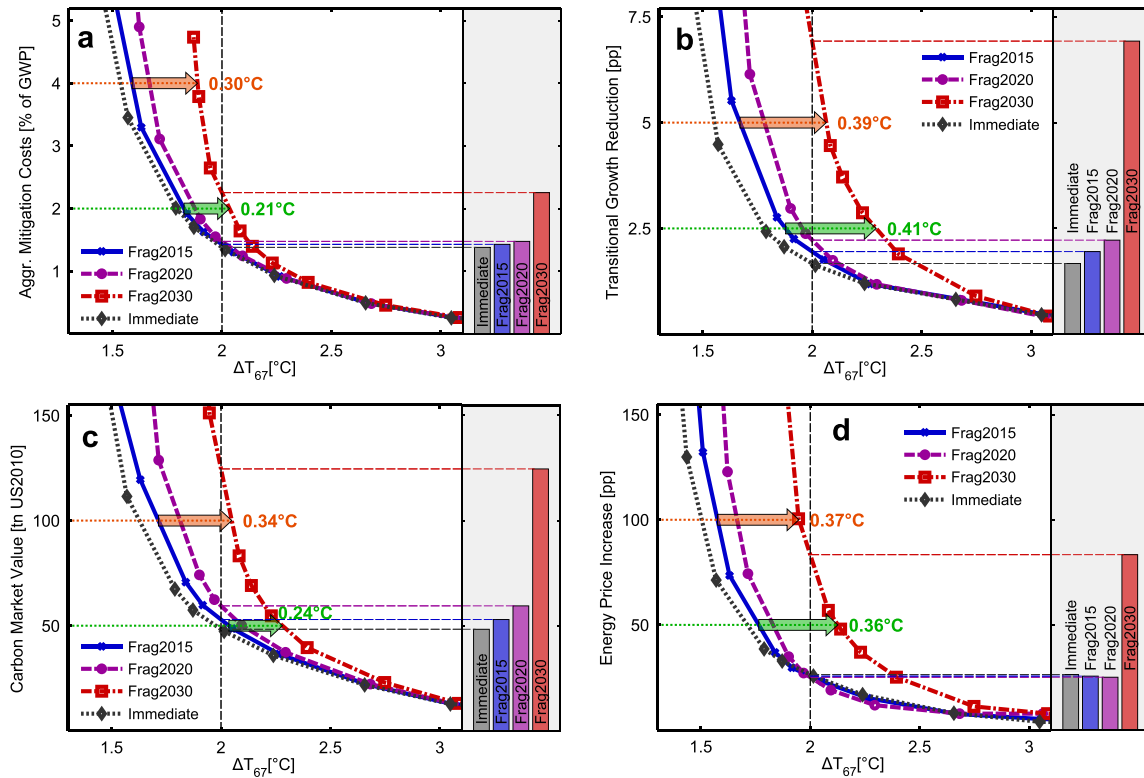 a
Aggr. Mitigation Costs [% of GWP]
5
4
3
2
1
0.30°C
0.21°C
Frag2015
Frag2020
Frag2030
Immediate
Immediate
Frag2015
Frag2020
Frag2030
1.5
2
2.5
3
ΔT67[°C]
b
Transitional Growth Reduction [pp]
7.5
5
2.5
0.39°C
0.41°C
Frag2015
Frag2020
Frag2030
Immediate
Immediate
Frag2015
Frag2020
Frag2030
1.5
2
2.5
3
ΔT67[°C]
c
Carbon Market Value [tn US2010]
150
100
50
0.34°C
0.24°C
Frag2015
Frag2020
Frag2030
Immediate
Immediate
Frag2015
Frag2020
Frag2030
1.5
2
2.5
3
ΔT67[°C]
d
Energy Price Increase [pp]
150
100
50
0.37°C
0.36°C
Frag2015
Frag2020
Frag2030
Immediate
Immediate
Frag2015
Frag2020
Frag2030
1.5
2
2.5
3
ΔT67[°C]